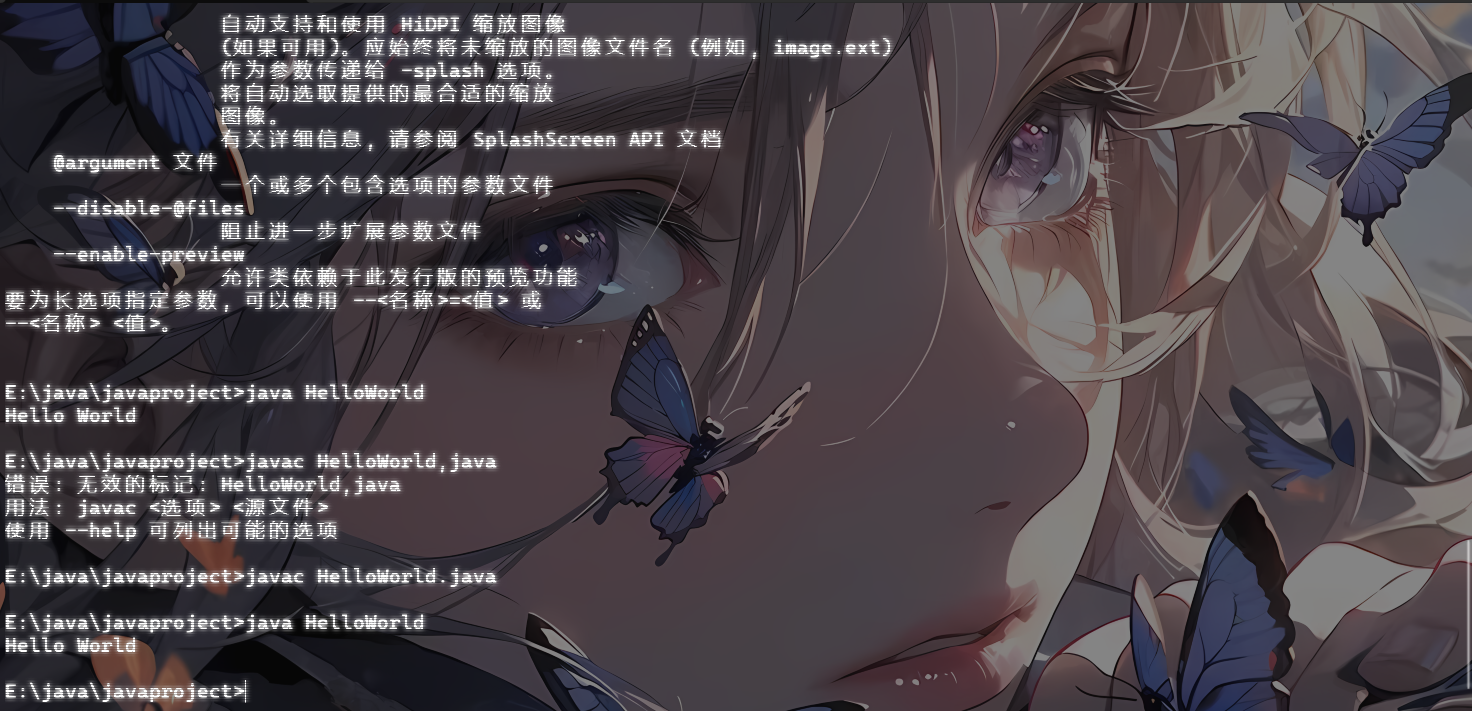 自动支持和使用 HiDPI 缩放图像
(如果可用)。应始终将未缩放的图像文件名 (例如, image.ext)
作为参数传递给 -splash 选项。
将自动选取提供的最合适的缩放
图像。
有关详细信息, 请参阅 SplashScreen API 文档
@argument 文件
一个或多个包含选项的参数文件
--disable-@files
阻止进一步扩展参数文件
--enable-preview
允许类依赖于此发行版的预览功能
要为长选项指定参数, 可以使用 --<名称>=<值> 或
--<名称> <值>。
E:\java\javaproject>java HelloWorld
Hello World
E:\java\javaproject>javac HelloWorld,java
错误: 无效的标记: HelloWorld,java
用法: javac <选项> <源文件>
使用 --help 可列出可能的选项
E:\java\javaproject>javac HelloWorld.java
E:\java\javaproject>java HelloWorld
Hello World
E:\java\javaproject>